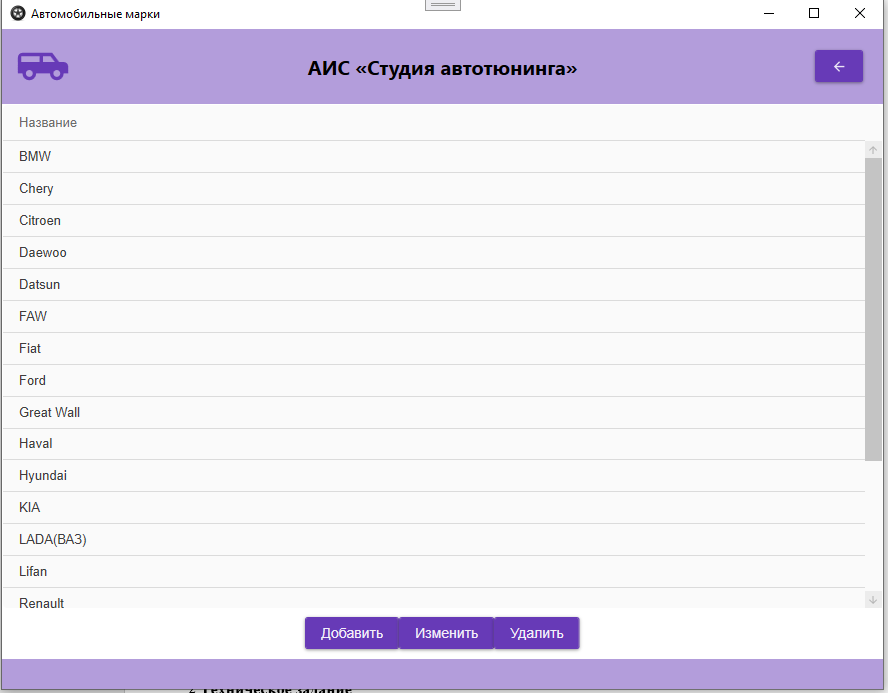 Автомобильные марки
АИС «Студия автотюнинга»
Название
BMW
Chery
Citroen
Daewoo
Datsun
FAW
Fiat
Ford
Great Wall
Haval
Hyundai
KIA
LADA(ВАЗ)
Lifan
Renault
Добавить Изменить Удалить
2 Техническое задание